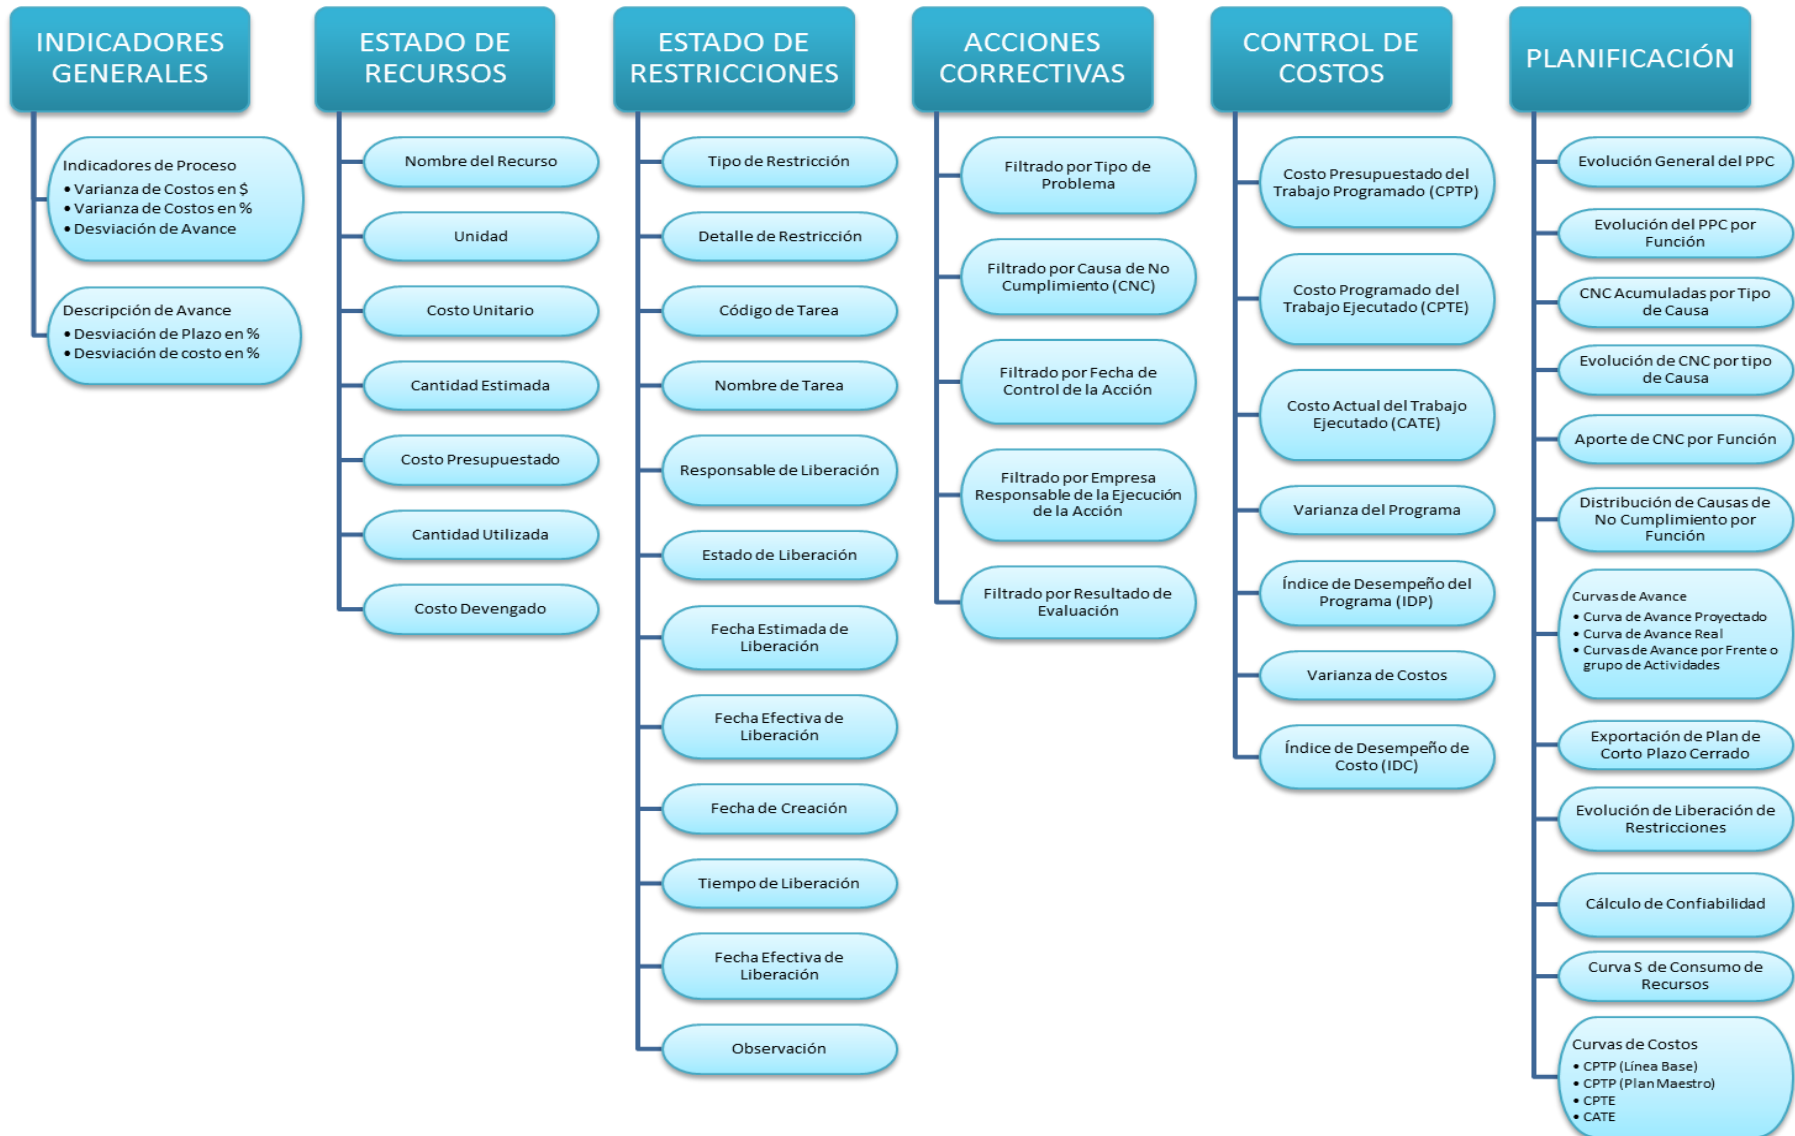 INDICADORES
GENERALES
Indicadores de Proceso
• Varianza de Costos en $
• Varianza de Costos en %
• Desviación de Avance
Descripción de Avance
• Desviación de Plazo en %
• Desviación de costo en %
ESTADO DE
RECURSOS
Nombre del Recurso
Unidad
Costo Unitario
Cantidad Estimada
Costo Presupuestado
Cantidad Utilizada
Costo Devengado
ESTADO DE
RESTRICCIONES
Tipo de Restricción
Detalle de Restricción
Código de Tarea
Nombre de Tarea
Responsable de Liberación
Estado de Liberación
Fecha Estimada de
Liberación
Fecha Efectiva de
Liberación
Fecha de Creación
Tiempo de Liberación
Fecha Efectiva de
Liberación
Observación
ACCIONES
CORRECTIVAS
Filtrado por Tipo de
Problema
Filtrado por Causa de No
Cumplimiento (CNC)
Filtrado por Fecha de
Control de la Acción
Filtrado por Empresa
Responsable de la Ejecución
de la Acción
Filtrado por Resultado de
Evaluación
CONTROL DE
COSTOS
Costo Presupuestado del
Trabajo Programado (CPTP)
Costo Programado del
Trabajo Ejecutado (CPTE)
Costo Actual del Trabajo
Ejecutado (CATE)
Varianza del Programa
Índice de Desempeño del
Programa (IDP)
Varianza de Costos
Índice de Desempeño de
Costo (IDC)
PLANIFICACIÓN
Evolución General del PPC
Evolución del PPC por
Función
CNC Acumuladas por Tipo
de Causa
Evolución de CNC por tipo
de Causa
Aporte de CNC por Función
Distribución de Causas de
No Cumplimiento por
Función
Curvas de Avance
• Curva de Avance Proyectado
• Curva de Avance Real
• Curvas de Avance por Frente o
grupo de Actividades
Exportación de Plan de
Corto Plazo Cerrado
Evolución de Liberación de
Restricciones
Cálculo de Confiabilidad
Curva S de Consumo de
Recursos
Curvas de Costos
• CPTP (Línea Base)
• CPTP (Plan Maestro)
• CPTE
• CATE